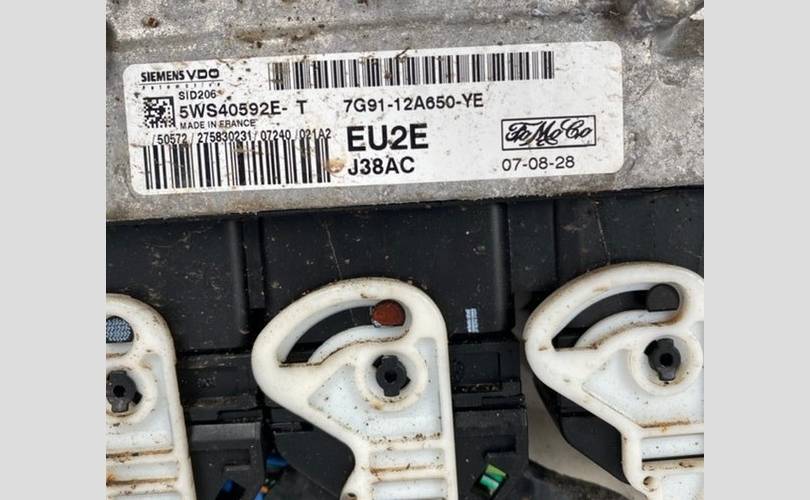 SIEMENS VDO
Automotive
SID206
5WS40592E- T 7G91-12A650-YE
MADE IN FRANCE
/50572 /275830231/07240 /021A2
EU2E
FoMoCo
J38AC
07-08-28